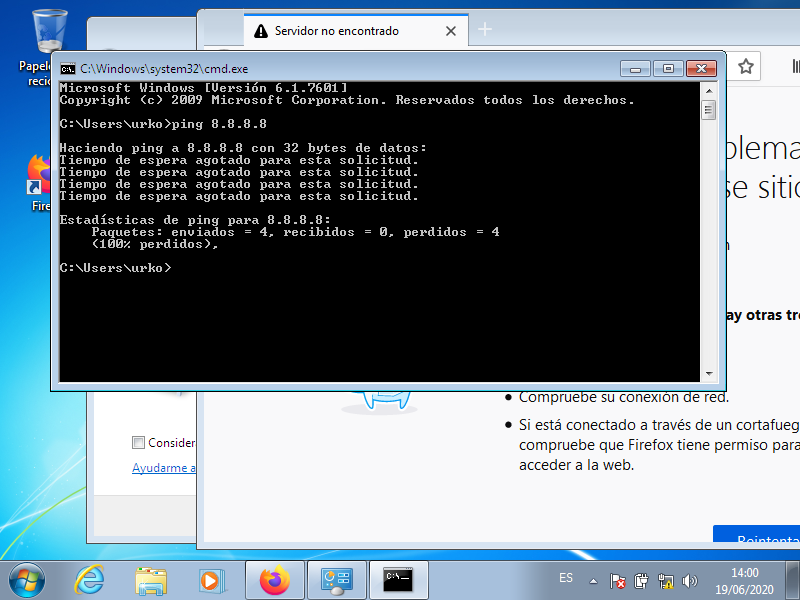 Papel
recic
Servidor no encontrado
C:\Windows\system32\cmd.exe
Microsoft Windows [Versión 6.1.7601]
Copyright (c) 2009 Microsoft Corporation. Reservados todos los derechos.
C:\Users\urko>ping 8.8.8.8
Haciendo ping a 8.8.8.8 con 32 bytes de datos:
Tiempo de espera agotado para esta solicitud.
Tiempo de espera agotado para esta solicitud.
Tiempo de espera agotado para esta solicitud.
Tiempo de espera agotado para esta solicitud.
Estadísticas de ping para 8.8.8.8:
Paquetes: enviados = 4, recibidos = 0, perdidos = 4
(100% perdidos),
C:\Users\urko>
Fire
blema
se sitio
ay otras tr
Compruebe su conexión de red.
Si está conectado a través de un cortafueg
compruebe que Firefox tiene permiso para
acceder a la web.
Consider
Ayudarme a
Reintenta
C:\
ES
14:00
19/06/2020